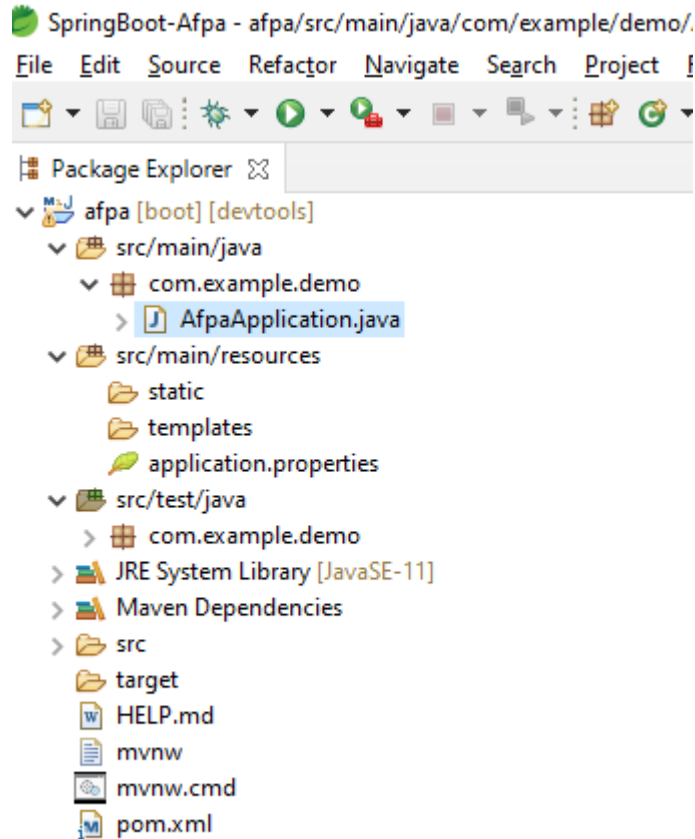 SpringBoot-Afpa - afpa/src/main/java/com/example/demo/
File Edit Source Refactor Navigate Search Project
Package Explorer
afpa [boot] [devtools]
src/main/java
com.example.demo
AfpaApplication.java
src/main/resources
static
templates
application.properties
src/test/java
com.example.demo
JRE System Library [JavaSE-11]
Maven Dependencies
src
target
HELP.md
mvnw
mvnw.cmd
pom.xml